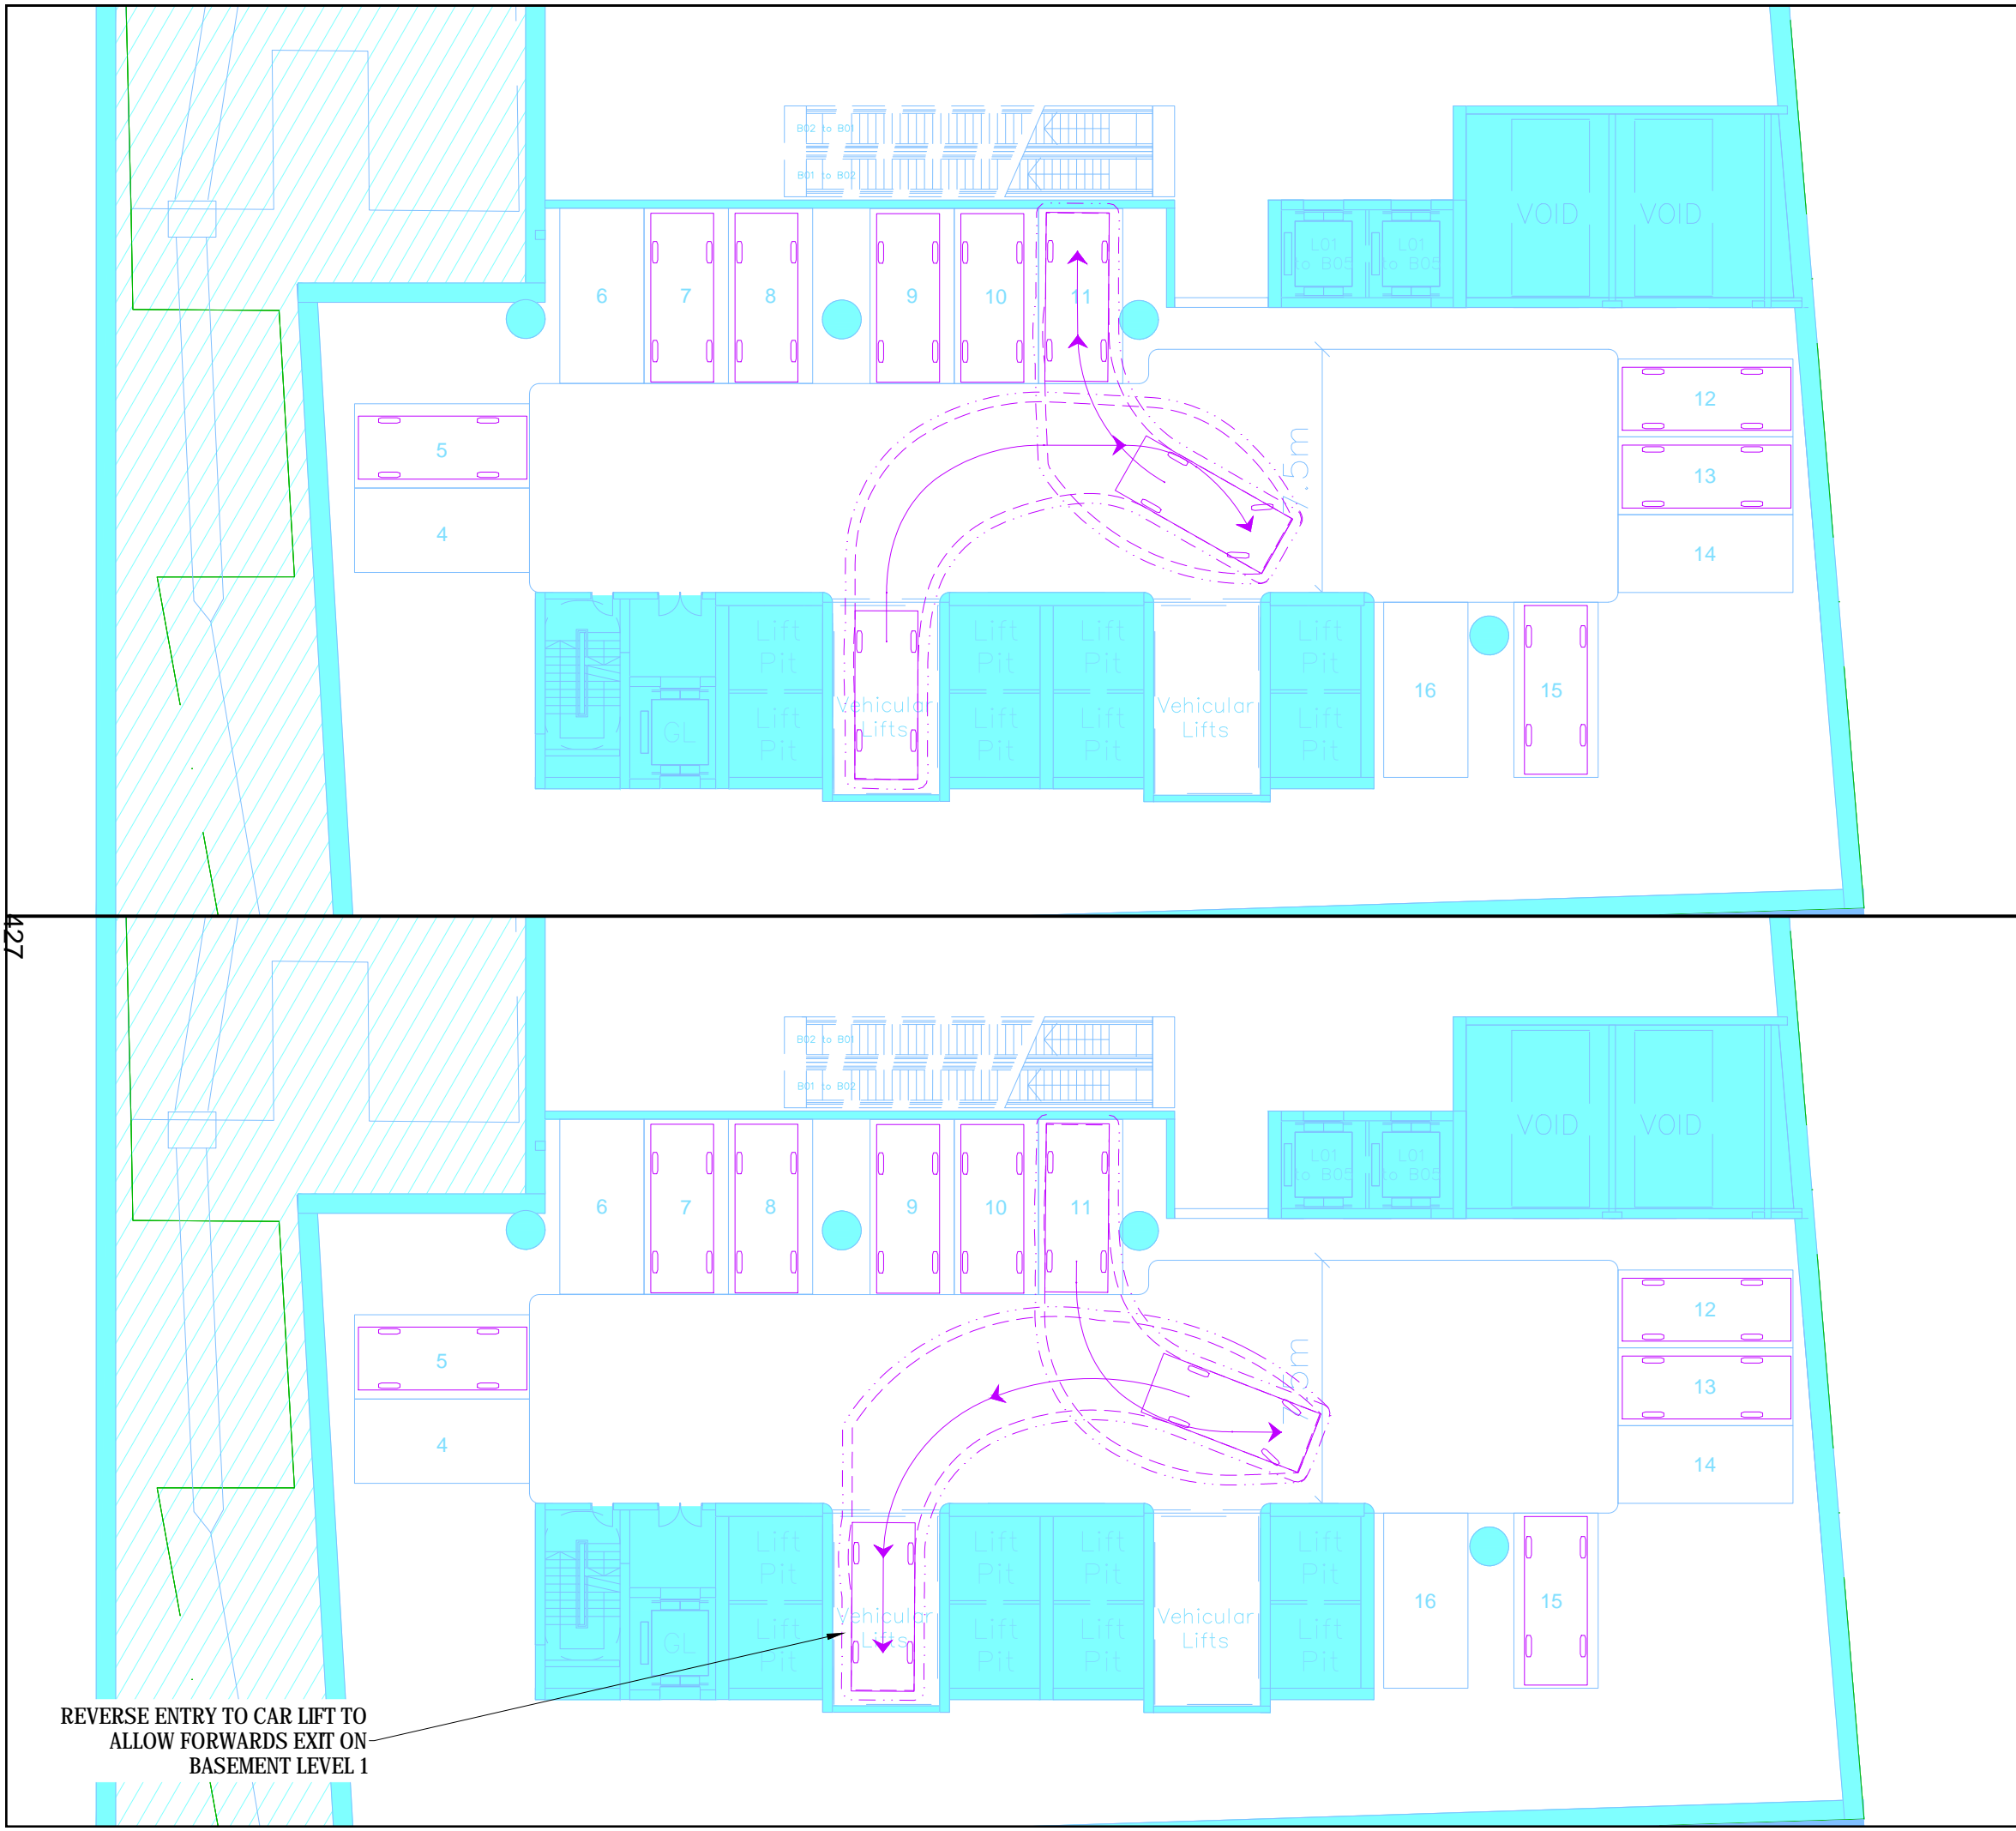 B02 to B01
B01 to B02
VOID
VOID
L01
to B05
L01
to B05
6
7
8
9
10
11
12
5
13
4
14
Lift
Pit
Lift
Pit
Lift
Pit
Lift
Pit
16
15
Vehicular
Lifts
Vehicular
Lifts
GL
Lift
Pit
Lift
Pit
Lift
Pit
Lift
Pit
427
B02 to B01
B01 to B02
VOID
VOID
L01
to B05
L01
to B05
6
7
8
9
10
11
12
5
13
4
14
Lift
Pit
Lift
Pit
Lift
Pit
Lift
Pit
16
15
Vehicular
Lifts
Vehicular
Lifts
GL
Lift
Pit
Lift
Pit
Lift
Pit
Lift
Pit
REVERSE ENTRY TO CAR LIFT TO
ALLOW FORWARDS EXIT ON
BASEMENT LEVEL 1